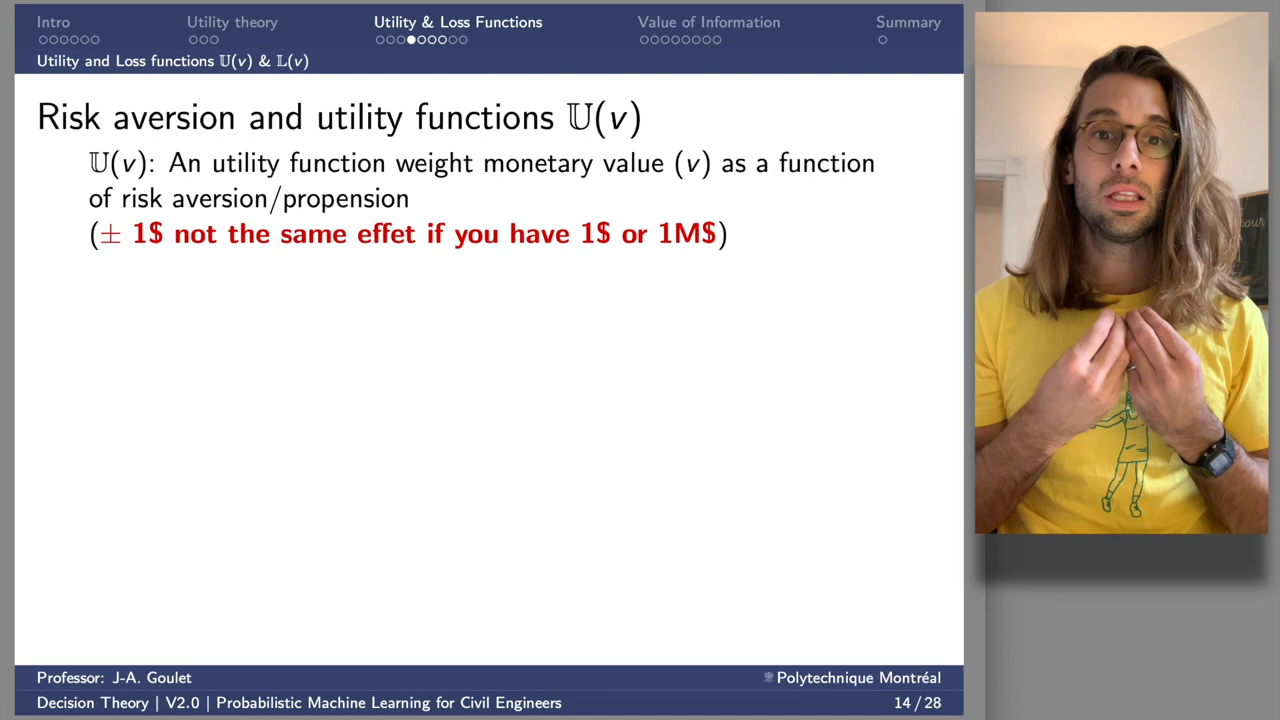 Intro Utility theory Utility & Loss Functions Value of Information Summary
Utility and Loss functions 𝕌(v) & 𝕃(v)
Risk aversion and utility functions 𝕌(v)
𝕌(v): An utility function weight monetary value (v) as a function
of risk aversion/propension
(± 1$ not the same effet if you have 1$ or 1M$)
Professor: J-A. Goulet Polytechnique Montréal
Decision Theory | V2.0 | Probabilistic Machine Learning for Civil Engineers 14 / 28